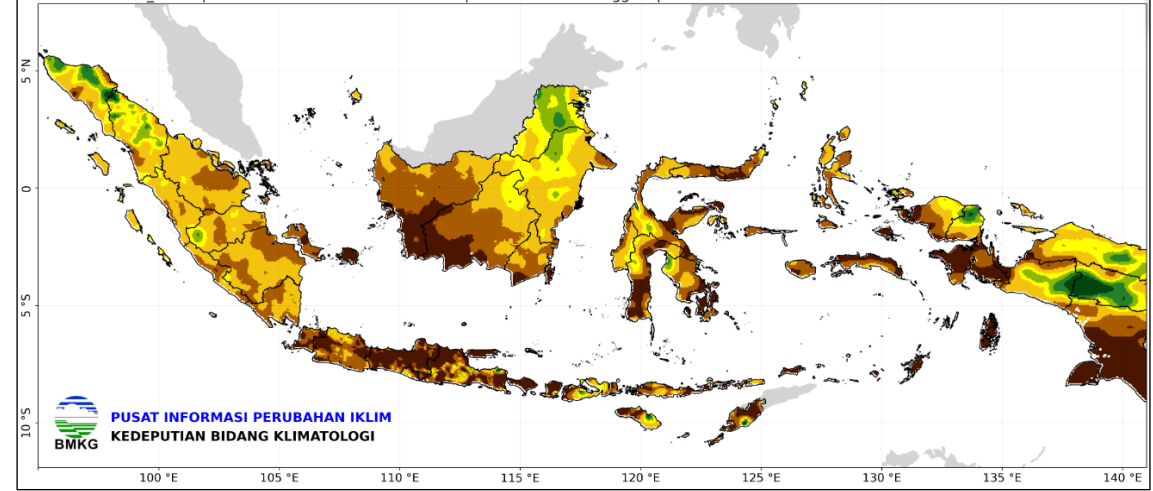 5 °N
0
5 °S
10 °S
BMKG
PUSAT INFORMASI PERUBAHAN IKLIM
KEDEPUTIAN BIDANG KLIMATOLOGI
100 °E 105 °E 110 °E 115 °E 120 °E 125 °E 130 °E 135 °E 140 °E